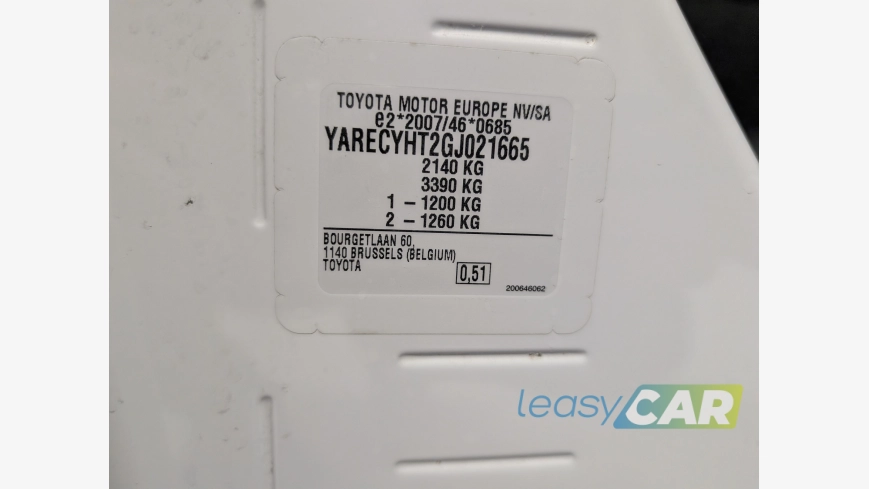 TOYOTA MOTOR EUROPE NV/SA
e2*2007/46*0685
YARECYHT2GJ021665
2140 KG
3390 KG
1 - 1200 KG
2 - 1260 KG
BOURGETLAAN 60,
1140 BRUSSELS (BELGIUM)
TOYOTA
0,51
200646062
leasyCAR